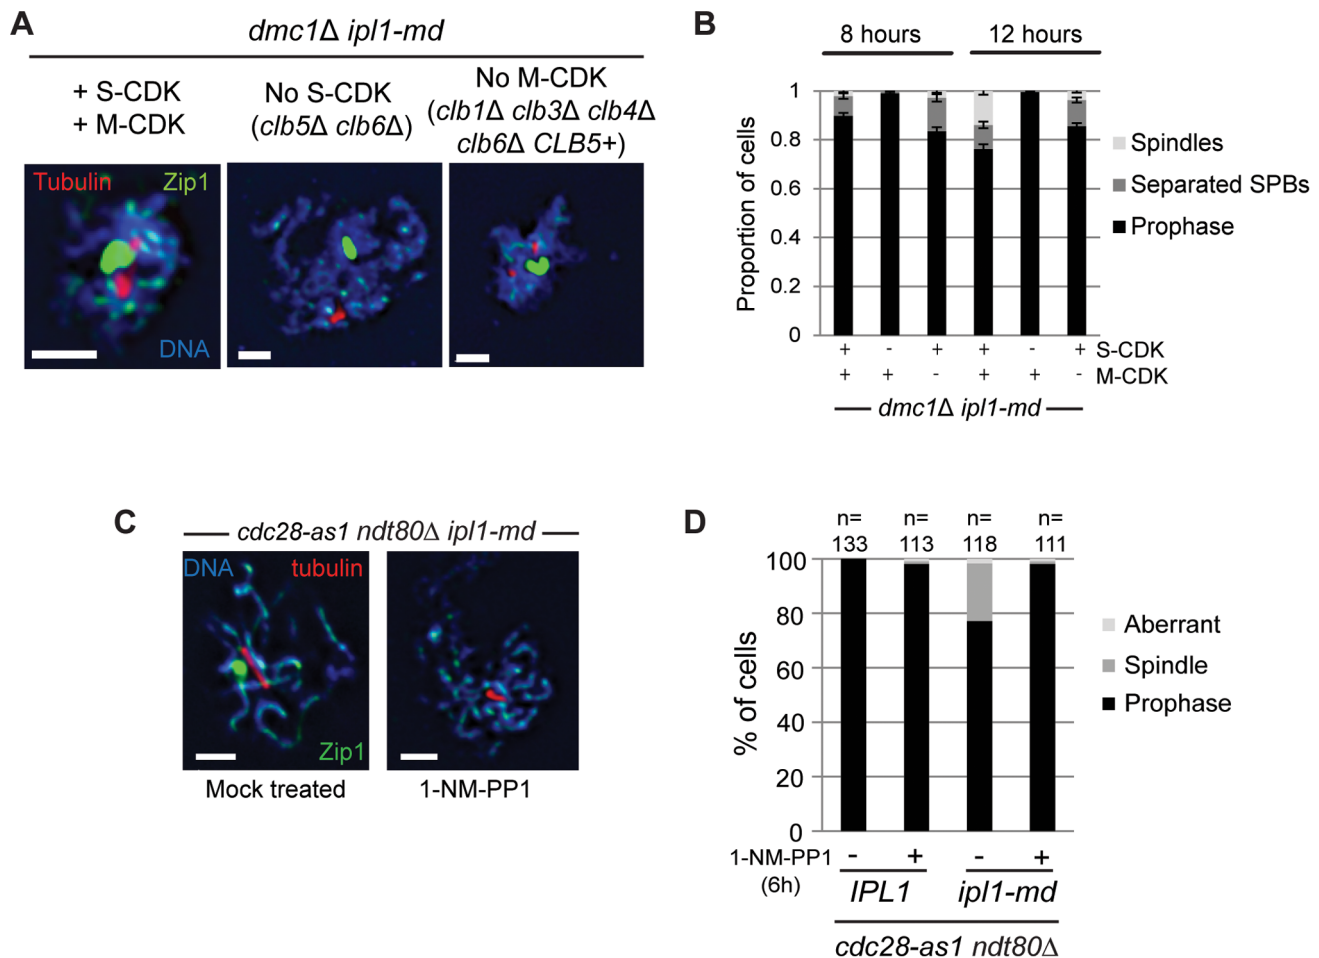 A
dmc1Δ ipl1-md
+ S-CDK
+ M-CDK
No S-CDK
(clb5Δ clb6Δ)
No M-CDK
(clb1Δ clb3Δ clb4Δ
clb6Δ CLB5+)
Tubulin
Zip1
DNA
B
8 hours
12 hours
Proportion of cells
1
0.8
0.6
0.4
0.2
0
Spindles
Separated SPBs
Prophase
+ - + + - + S-CDK
+ + - + + - M-CDK
dmc1Δ ipl1-md
C
cdc28-as1 ndt80Δ ipl1-md
DNA
tubulin
Zip1
Mock treated
1-NM-PP1
D
n= n= n= n=
133 113 118 111
% of cells
100
80
60
40
20
0
Aberrant
Spindle
Prophase
1-NM-PP1 - + - +
(6h)
IPL1
ipl1-md
cdc28-as1 ndt80Δ